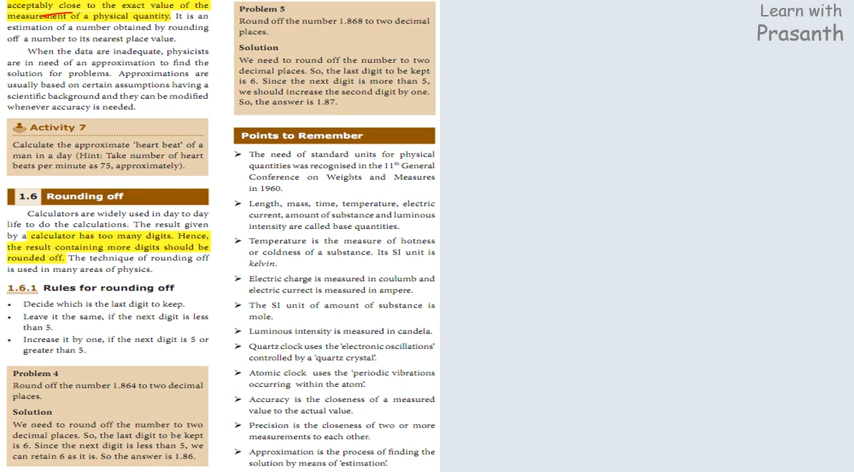 acceptably close to the exact value of the
measurement of a physical quantity. It is an
estimation of a number obtained by rounding
off a number to its nearest place value.
When the data are inadequate, physicists
are in need of an approximation to find the
solution for problems. Approximations are
usually based on certain assumptions having a
scientific background and they can be modified
whenever accuracy is needed.
Activity 7
Calculate the approximate 'heart beat' of a
man in a day (Hint: Take number of heart
beats per minute as 75, approximately).
1.6 Rounding off
Calculators are widely used in day to day
life to do the calculations. The result given
by a calculator has too many digits. Hence,
the result containing more digits should be
rounded off. The technique of rounding off
is used in many areas of physics.
1.6.1 Rules for rounding off
• Decide which is the last digit to keep.
• Leave it the same, if the next digit is less
than 5.
• Increase it by one, if the next digit is 5 or
greater than 5.
Problem 4
Round off the number 1.864 to two decimal
places.
Solution
We need to round off the number to two
decimal places. So, the last digit to be kept
is 6. Since the next digit is less than 5, we
can retain 6 as it is. So the answer is 1.86.
Problem 5
Round off the number 1.868 to two decimal
places.
Solution
We need to round off the number to two
decimal places. So, the last digit to be kept
is 6. Since the next digit is more than 5,
we should increase the second digit by one.
So, the answer is 1.87.
Points to Remember
➢ The need of standard units for physical
quantities was recognised in the 11th General
Conference on Weights and Measures
in 1960.
➢ Length, mass, time, temperature, electric
current, amount of substance and luminous
intensity are called base quantities.
➢ Temperature is the measure of hotness
or coldness of a substance. Its SI unit is
kelvin.
➢ Electric charge is measured in coulumb and
electric currect is measured in ampere.
➢ The SI unit of amount of substance is
mole.
➢ Luminous intensity is measured in candela.
➢ Quartz clock uses the 'electronic oscillations'
controlled by a 'quartz crystal'.
➢ Atomic clock uses the 'periodic vibrations
occurring within the atom'.
➢ Accuracy is the closeness of a measured
value to the actual value.
➢ Precision is the closeness of two or more
measurements to each other.
➢ Approximation is the process of finding the
solution by means of 'estimation'.
Learn with
Prasanth